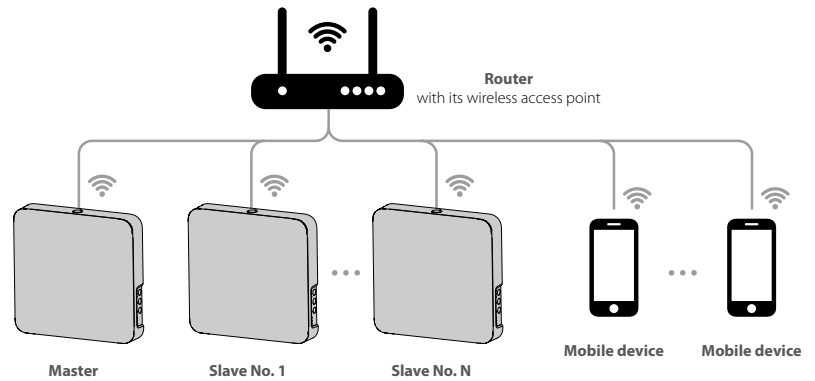 Router
with its wireless access point
Master
Slave No. 1
Slave No. N
Mobile device
Mobile device